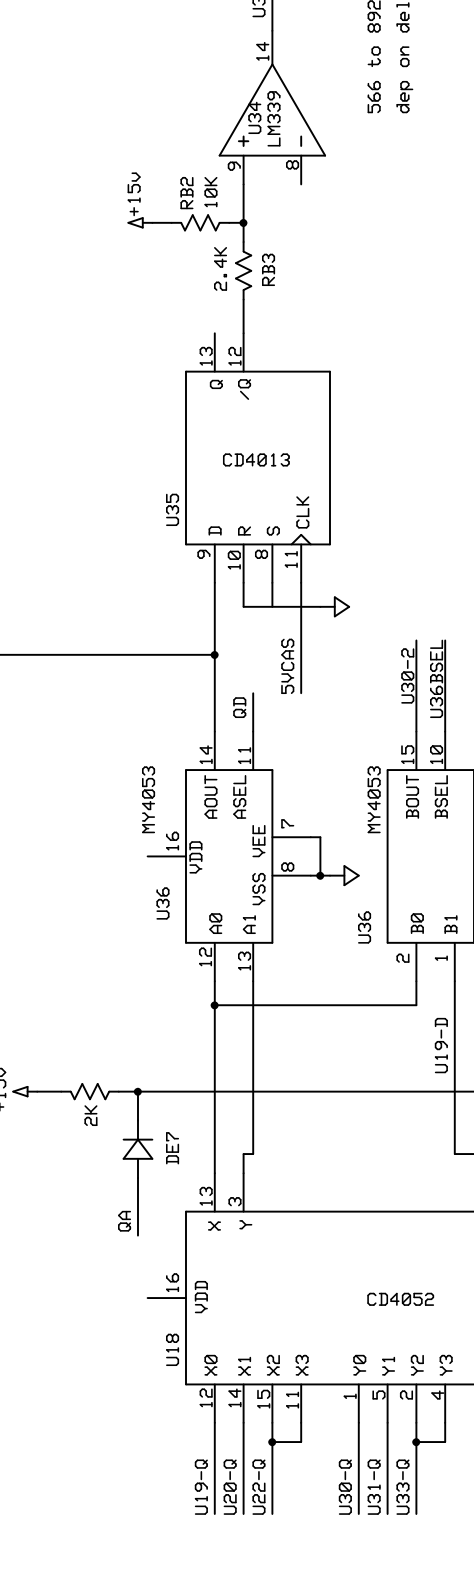 U3
14
566 to 892
dep on del
U34
LM339
+
-
9
8
+15v
RB2
10K
2.4K
RB3
13
12
Q
/Q
CD4013
U35
D
R
S
CLK
9
10
8
11
5VCAS
QD
U30-2
U36BSEL
14
11
15
10
MY4053
AOUT
ASEL
16
VDD
VEE
7
VSS
8
U36
A0
A1
12
13
MY4053
BOUT
BSEL
U36
B0
B1
2
1
U19-D
+15v
2K
DE7
QA
13
3
X
Y
16
VDD
CD4052
U18
X0
X1
X2
X3
Y0
Y1
Y2
Y3
12
14
15
11
1
5
2
4
U19-Q
U20-Q
U22-Q
U30-Q
U31-Q
U33-Q